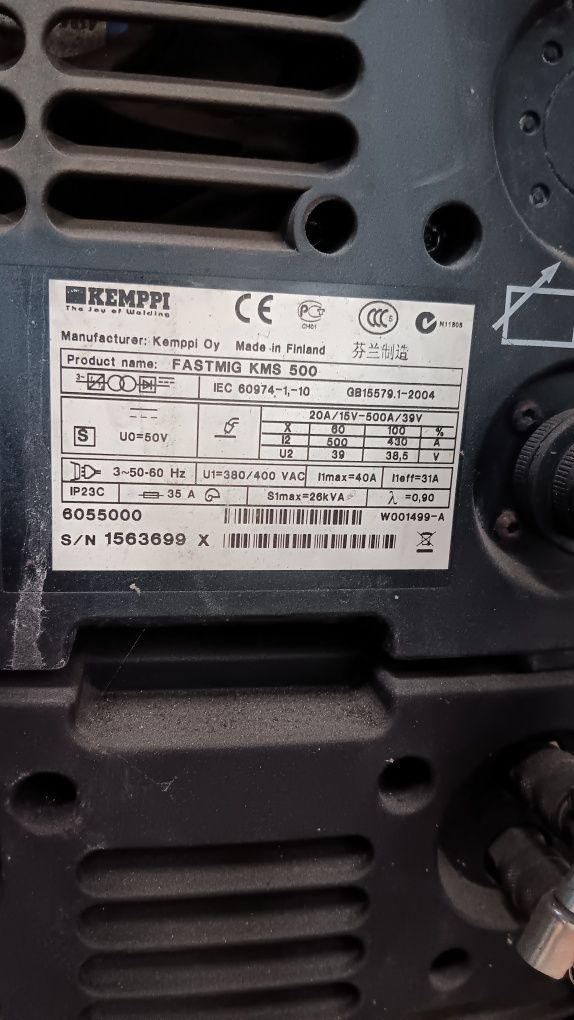 KEMPPI
The Joy of Welding
CE
CH01
CCC S
N11808
Manufacturer: Kemppi Oy Made in Finland 芬兰制造
Product name: FASTMIG KMS 500
3~ IEC 60974-1,-10 GB15579.1-2004
20A/15V-500A/39V
X 60 100 %
S U0=50V I2 500 430 A
U2 39 38,5 V
3~50-60 Hz U1=380/400 VAC I1max=40A I1eff=31A
IP23C 35 A S1max=26kVA λ =0,90
6055000 W001499-A
S/N 1563699 X